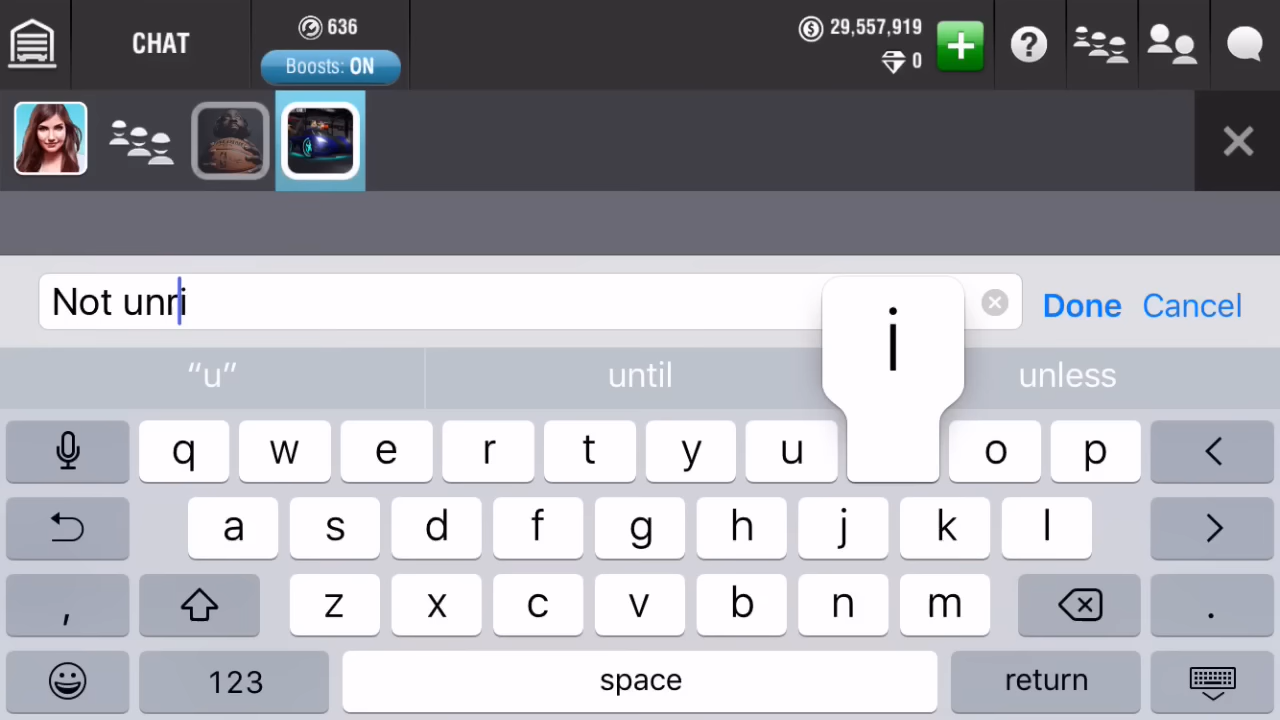 CHAT
636
Boosts: ON
29,557,919
0
+
?
Not unri
Done
Cancel
i
“u”
until
unless
q w e r t y u o p <
a s d f g h j k l >
, z x c v b n m .
123
space
return